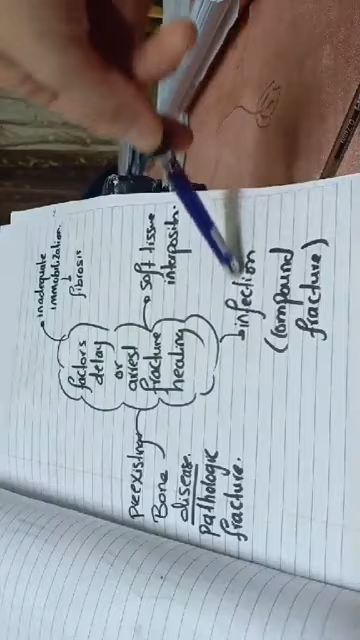 factors
delay
or
arrest
fracture
healing
inadequate
immobilization
fibrosis
soft tissue
interpositn.
infection
(compound
fracture)
Preexisting
Bone
disease.
Pathologic
fracture.